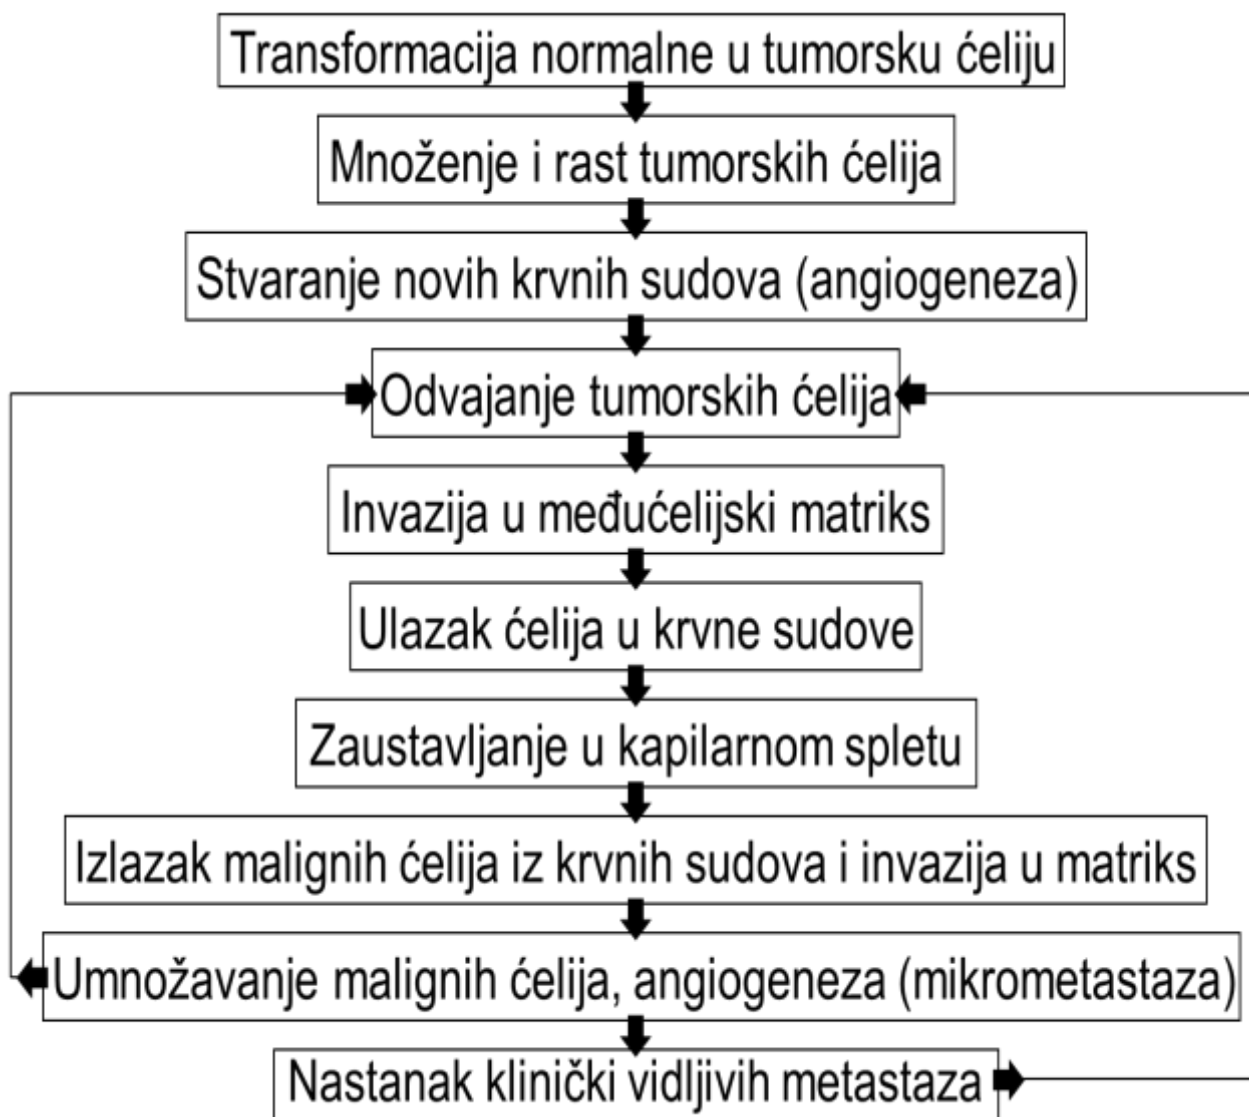 Transformacija normalne u tumorsku ćeliju
Množenje i rast tumorskih ćelija
Stvaranje novih krvnih sudova (angiogeneza)
Odvajanje tumorskih ćelija
Invazija u međućelijski matriks
Ulazak ćelija u krvne sudove
Zaustavljanje u kapilarnom spletu
Izlazak malignih ćelija iz krvnih sudova i invazija u matriks
Umnožavanje malignih ćelija, angiogeneza (mikrometastaza)
Nastanak klinički vidljivih metastaza